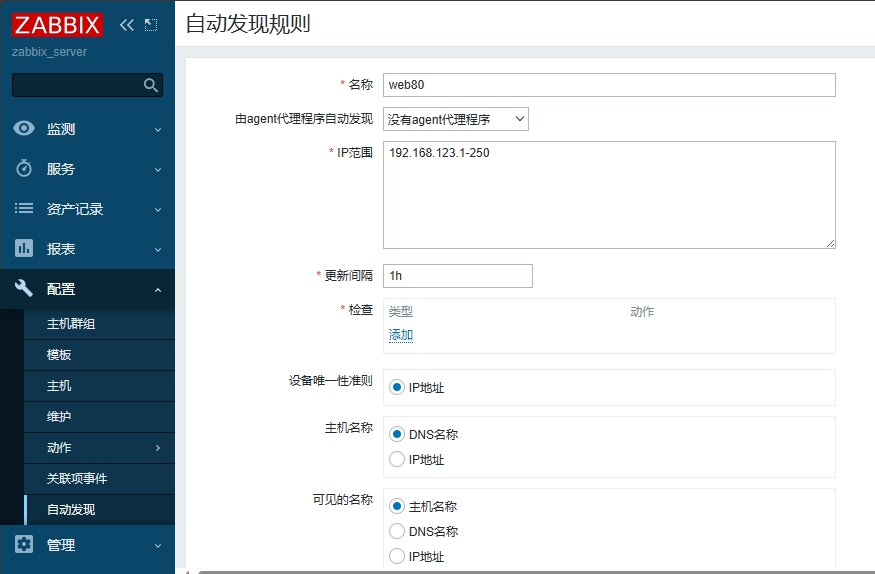 ZABBIX
zabbix_server
监测
服务
资产记录
报表
配置
主机群组
模板
主机
维护
动作
关联项事件
自动发现
管理
自动发现规则
* 名称 web80
由agent代理程序自动发现 没有agent代理程序
* IP范围 192.168.123.1-250
* 更新间隔 1h
* 检查 类型 动作
添加
设备唯一性准则 IP地址
主机名称 DNS名称
IP地址
可见的名称 主机名称
DNS名称
IP地址